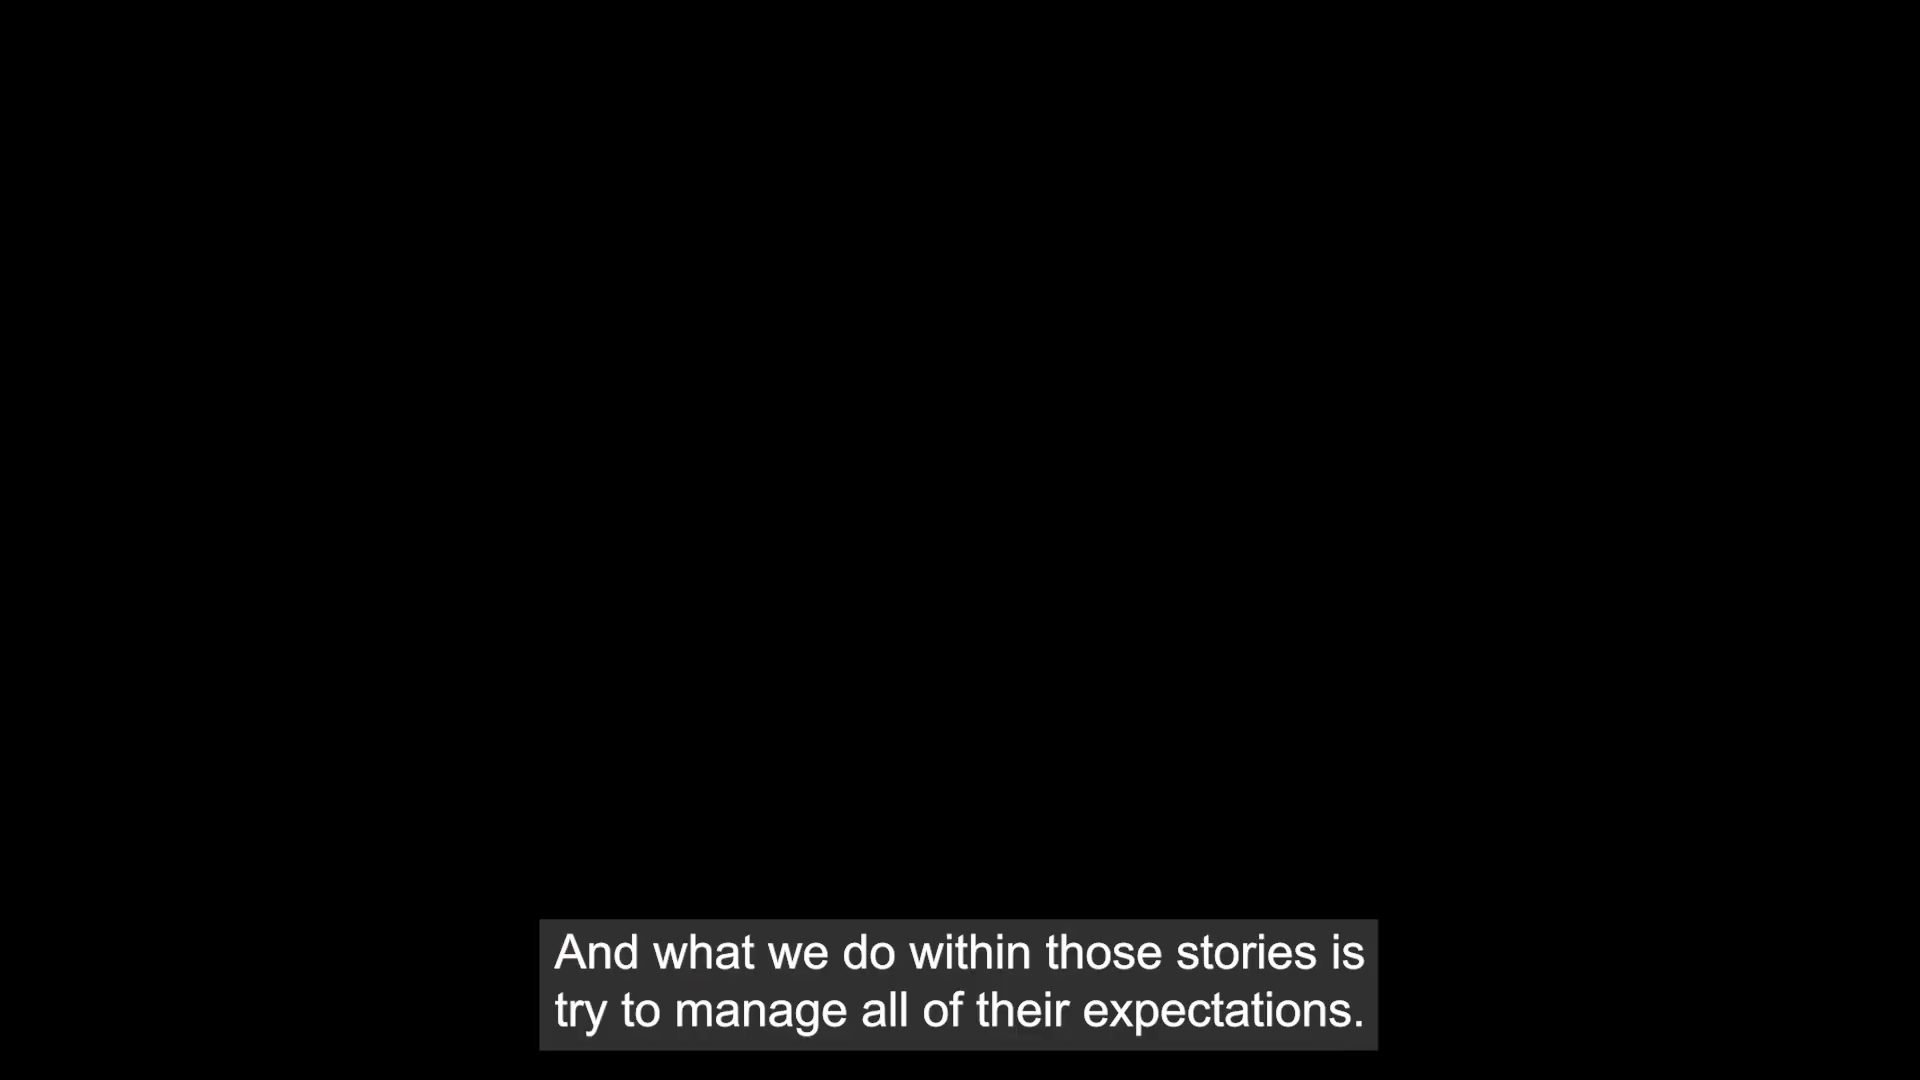 And what we do within those stories is
try to manage all of their expectations.